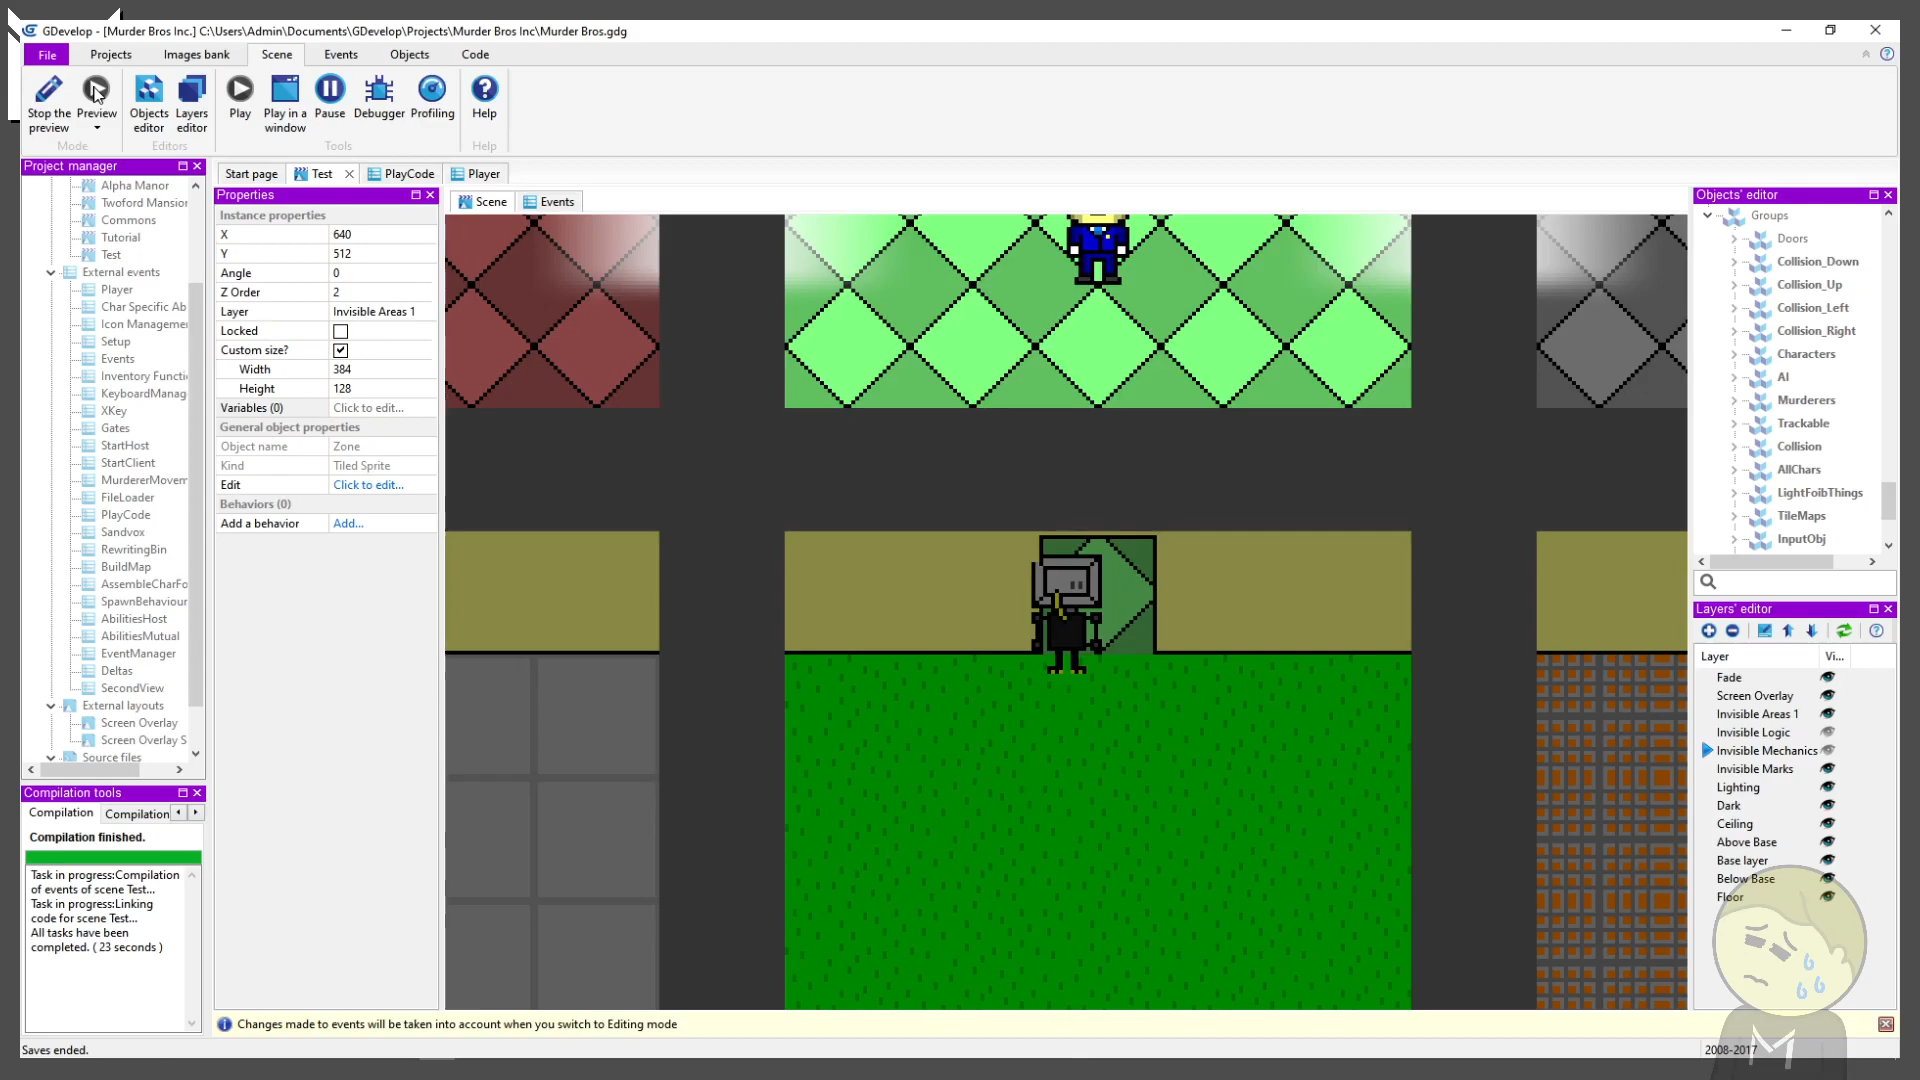 GDevelop - [Murder Bros Inc.] C:\Users\Admin\Documents\GDevelop\Projects\Murder Bros Inc\Murder Bros.gdg
File
Projects
Images bank
Scene
Events
Objects
Code
Stop the
preview
Preview
Objects
editor
Layers
editor
Play
Play in a
window
Pause
Debugger
Profiling
Help
Mode
Editors
Tools
Help
Project manager
Alpha Manor
Twoford Mansion
Commons
Tutorial
Test
External events
Player
Char Specific Ab
Icon Manageme
Setup
Events
Inventory Functi
KeyboardManag
XKey
Gates
StartHost
StartClient
MurdererMovem
FileLoader
PlayCode
Sandvox
RewritingBin
BuildMap
AssembleCharFo
SpawnBehaviour
AbilitiesHost
AbilitiesMutual
EventManager
Deltas
SecondView
External layouts
Screen Overlay
Screen Overlay S
Source files
Compilation tools
Compilation
Compilation
Compilation finished.
Task in progress:Compilation
of events of scene Test...
Task in progress:Linking
code for scene Test...
All tasks have been
completed. ( 23 seconds )
Start page
Test
PlayCode
Player
Properties
Instance properties
X 640
Y 512
Angle 0
Z Order 2
Layer Invisible Areas 1
Locked
Custom size?
Width 384
Height 128
Variables (0) Click to edit...
General object properties
Object name Zone
Kind Tiled Sprite
Edit Click to edit...
Behaviors (0)
Add a behavior Add...
Scene
Events
Objects' editor
Groups
Doors
Collision_Down
Collision_Up
Collision_Left
Collision_Right
Characters
AI
Murderers
Trackable
Collision
AllChars
LightFoibThings
TileMaps
InputObj
Layers' editor
Layer Vi...
Fade
Screen Overlay
Invisible Areas 1
Invisible Logic
Invisible Mechanics
Invisible Marks
Lighting
Dark
Ceiling
Above Base
Base layer
Below Base
Floor
Changes made to events will be taken into account when you switch to Editing mode
Saves ended.
2008-2017